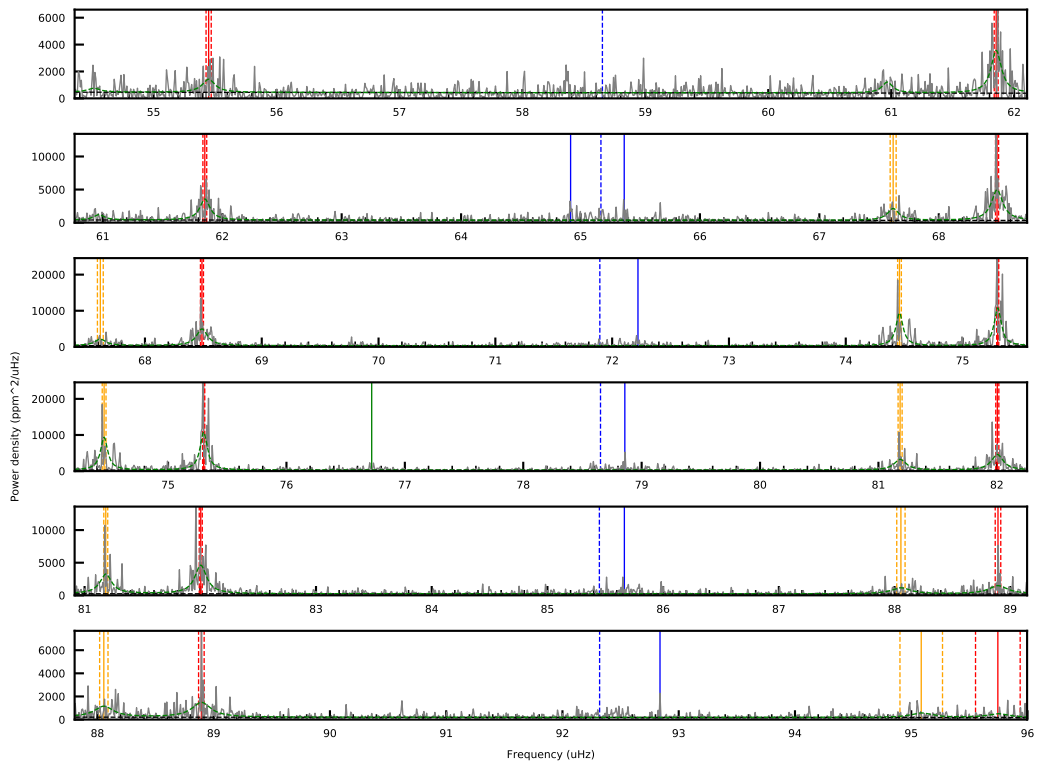 6000
4000
2000
0
55 56 57 58 59 60 61 62
10000
5000
0
61 62 63 64 65 66 67 68
20000
10000
0
68 69 70 71 72 73 74 75
20000
10000
0
75 76 77 78 79 80 81 82
10000
5000
0
81 82 83 84 85 86 87 88 89
6000
4000
2000
0
88 89 90 91 92 93 94 95 96
Power density (ppm^2/uHz)
Frequency (uHz)